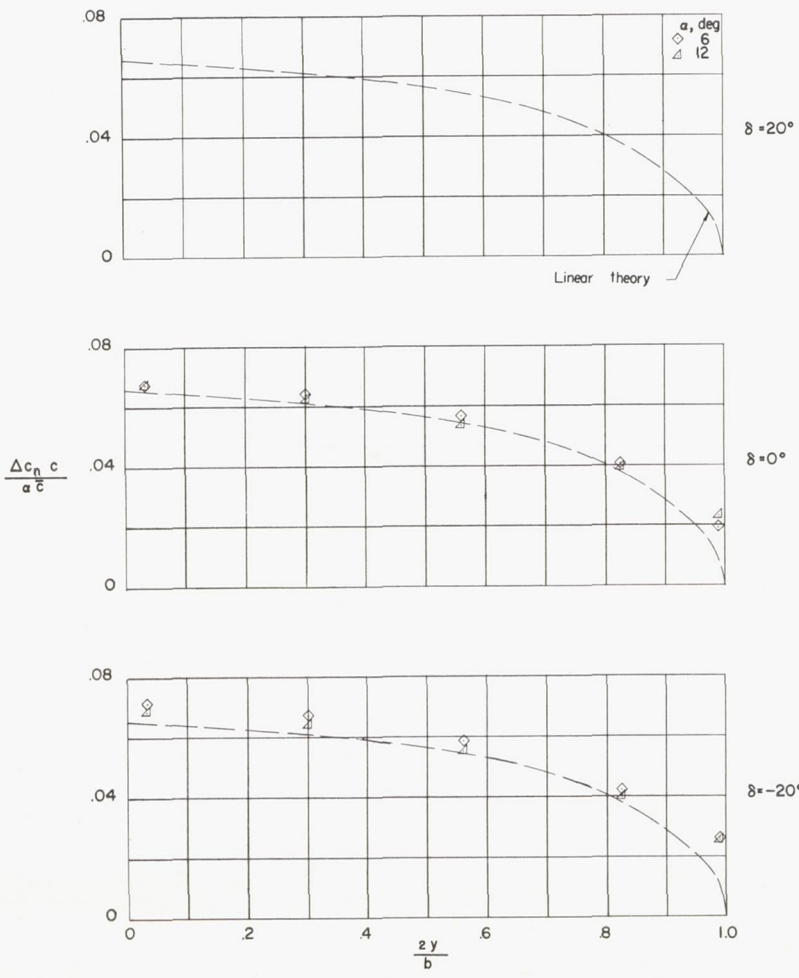 .08
α, deg
◇ 6
◿ 12
.04
δ = 20°
0
Linear theory
.08
Δc_n c
α c̄
.04
δ = 0°
0
.08
.04
δ = -20°
0
0 .2 .4 .6 .8 1.0
2y
b